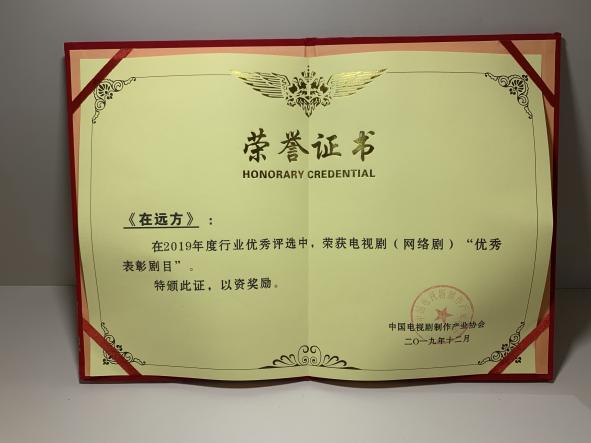 荣誉证书
HONORARY CREDENTIAL
《在远方》：
在2019年度行业优秀评选中，荣获电视剧（网络剧）“优秀
表彰剧目”。
特颁此证，以资奖励。
中国电视剧制作产业协会
二〇一九年十二月